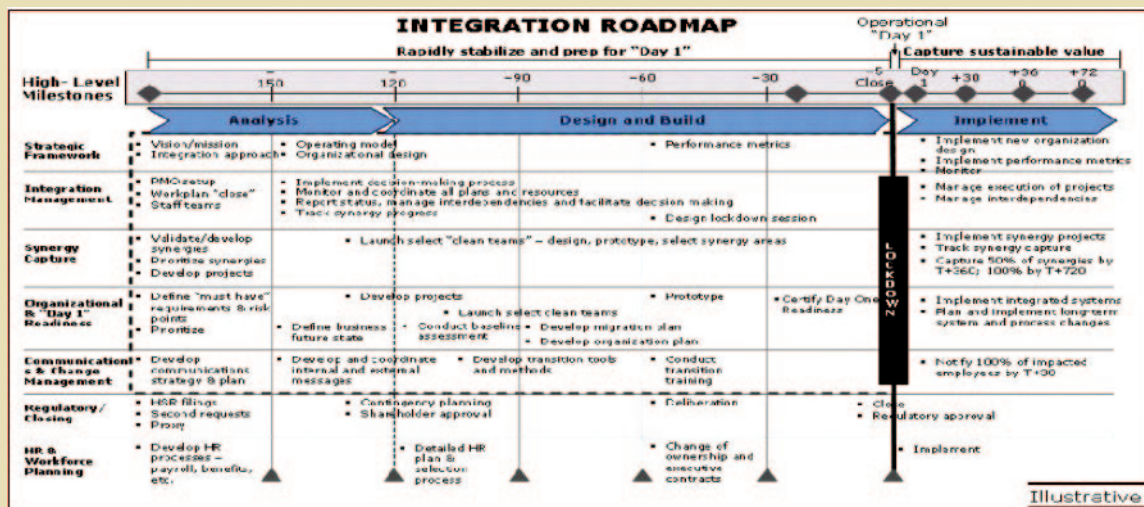 INTEGRATION ROADMAP
Operational
"Day 1"
Rapidly stabilize and prep for "Day 1"
Capture sustainable value
High- Level
Milestones
150
120
-90
-60
-30
-5
Close
Day
1
+30
+36
0
+72
0
Analysis
Design and Build
Implement
Strategic
Framework
Vision/mission
Integration approach
Operating model
Organizational design
Performance metrics
Implement new organization
design
Implement performance metrics
Monitor
Integration
Management
PMO setup
Workplan "close"
Staff teams
Implement decision-making process
Monitor and coordinate all plans and resources
Report status, manage interdependencies and facilitate decision making
Track synergy progress
Design lockdown session
Manage execution of projects
Manage interdependencies
LOCKDOWN
Synergy
Capture
Validate/develop
synergies
Prioritize synergies
Develop projects
Launch select "clean teams" – design, prototype, select synergy areas
Implement synergy projects
Track synergy capture
Capture 50% of synergies by
T+360; 100% by T+720
Organizational
& "Day 1"
Readiness
Define "must have"
requirements & risk
points
Prioritize
Define business
future state
Develop projects
Launch select clean teams
Conduct baseline
assessment
Develop migration plan
Develop organization plan
Prototype
Certify Day One
Readiness
Implement integrated systems
Plan and implement long-term
system and process changes
Communication
s & Change
Management
Develop
communications
strategy & plan
Develop and coordinate
internal and external
messages
Develop transition tools
and methods
Conduct
transition
training
Notify 100% of impacted
employees by T+30
Regulatory/
Closing
HSR filings
Second requests
Proxy
Contingency planning
Shareholder approval
Deliberation
Close
Regulatory approval
HR &
Workforce
Planning
Develop HR
processes –
payroll, benefits,
etc.
Detailed HR
plan &
selection
process
Change of
ownership and
executive
contracts
Implement
Illustrative